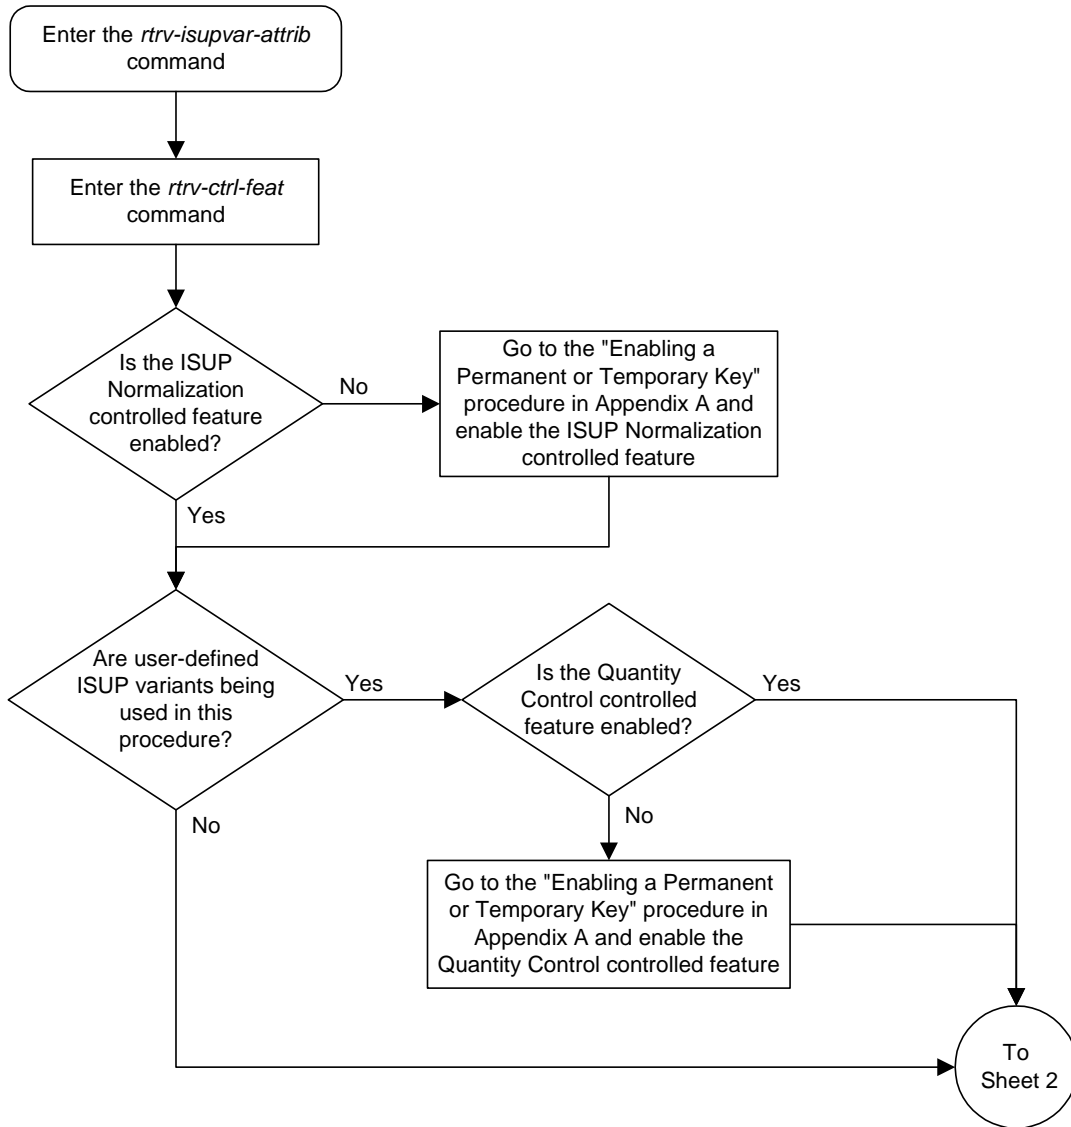 Enter the rtrv-isupvar-attrib
command
Enter the rtrv-ctrl-feat
command
Is the ISUP
Normalization
controlled feature
enabled?
No
Go to the "Enabling a
Permanent or Temporary Key"
procedure in Appendix A and
enable the ISUP Normalization
controlled feature
Yes
Are user-defined
ISUP variants being
used in this
procedure?
Yes
Is the Quantity
Control controlled
feature enabled?
Yes
No
No
Go to the "Enabling a Permanent
or Temporary Key" procedure in
Appendix A and enable the
Quantity Control controlled feature
To
Sheet 2